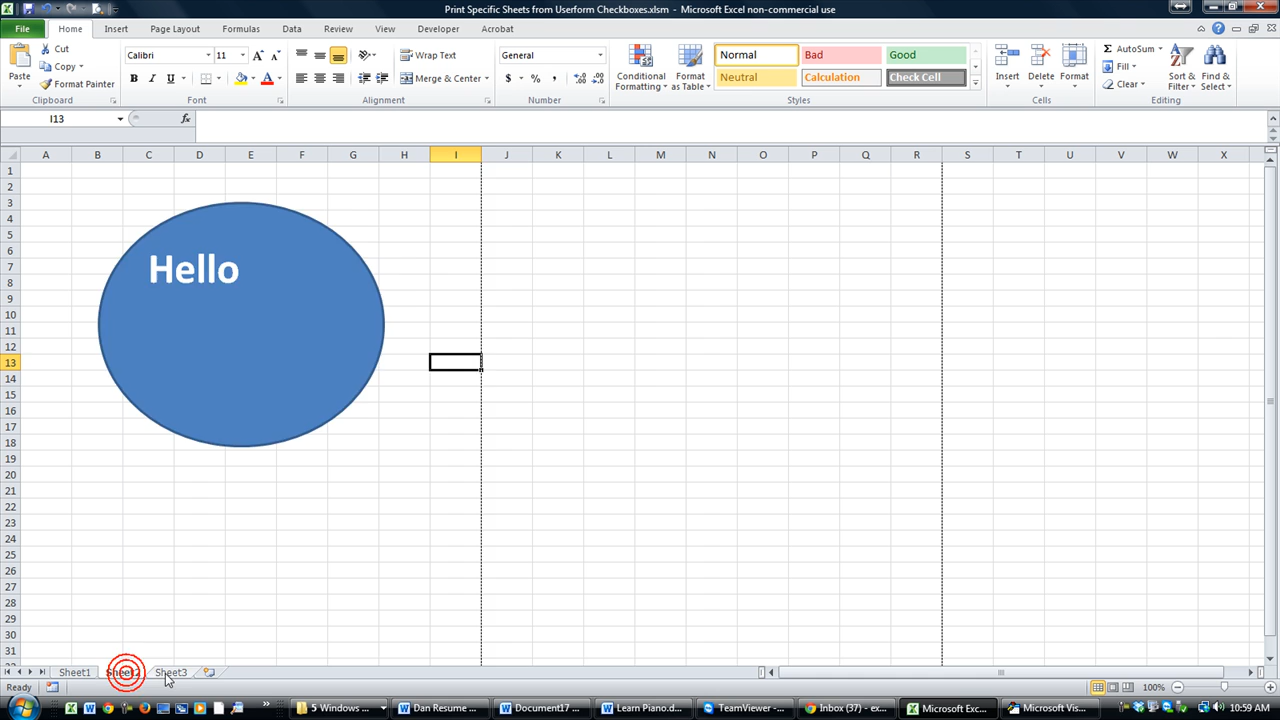 Print Specific Sheets from Userform Checkboxes.xlsm - Microsoft Excel non-commercial use
File Home Insert Page Layout Formulas Data Review View Developer Acrobat
Paste
Cut
Copy
Format Painter
Clipboard
Calibri 11
B I U
Font
Wrap Text
Merge & Center
Alignment
General
$ % ,
Number
Conditional Formatting
Format as Table
Normal Bad Good
Neutral Calculation Check Cell
Styles
Insert Delete Format
Cells
AutoSum
Fill
Clear
Sort & Filter
Find & Select
Editing
I13 fx
A B C D E F G H I J K L M N O P Q R S T U V W X
1
2
3
4
5
6
7
8
9
10
11
12
13
14
15
16
17
18
19
20
21
22
23
24
25
26
27
28
29
30
31
Hello
Sheet1 Sheet2 Sheet3
Ready 100%
5 Windows ... Dan Resume ... Document17 ... Learn Piano.d... TeamViewer -... Inbox (4) - ex... Microsoft Exc... Microsoft Vis... 10:59 AM